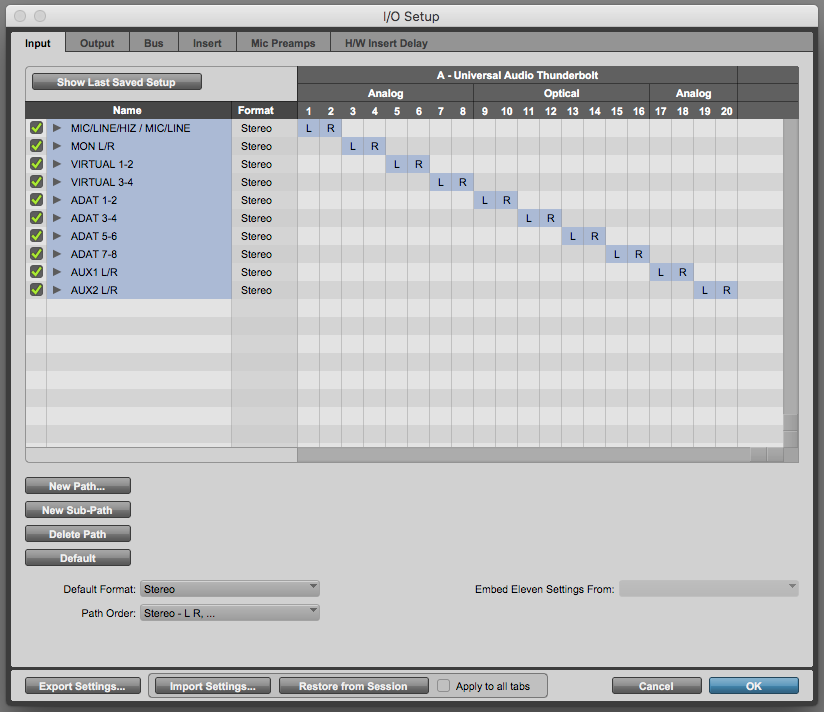 I/O Setup
Input Output Bus Insert Mic Preamps H/W Insert Delay
Show Last Saved Setup
A - Universal Audio Thunderbolt
Analog Optical Analog
Name Format 1 2 3 4 5 6 7 8 9 10 11 12 13 14 15 16 17 18 19 20
MIC/LINE/HIZ / MIC/LINE Stereo L R
MON L/R Stereo L R
VIRTUAL 1-2 Stereo L R
VIRTUAL 3-4 Stereo L R
ADAT 1-2 Stereo L R
ADAT 3-4 Stereo L R
ADAT 5-6 Stereo L R
ADAT 7-8 Stereo L R
AUX1 L/R Stereo L R
AUX2 L/R Stereo L R
New Path...
New Sub-Path
Delete Path
Default
Default Format: Stereo Embed Eleven Settings From:
Path Order: Stereo - L R, ...
Export Settings... Import Settings... Restore from Session Apply to all tabs Cancel OK